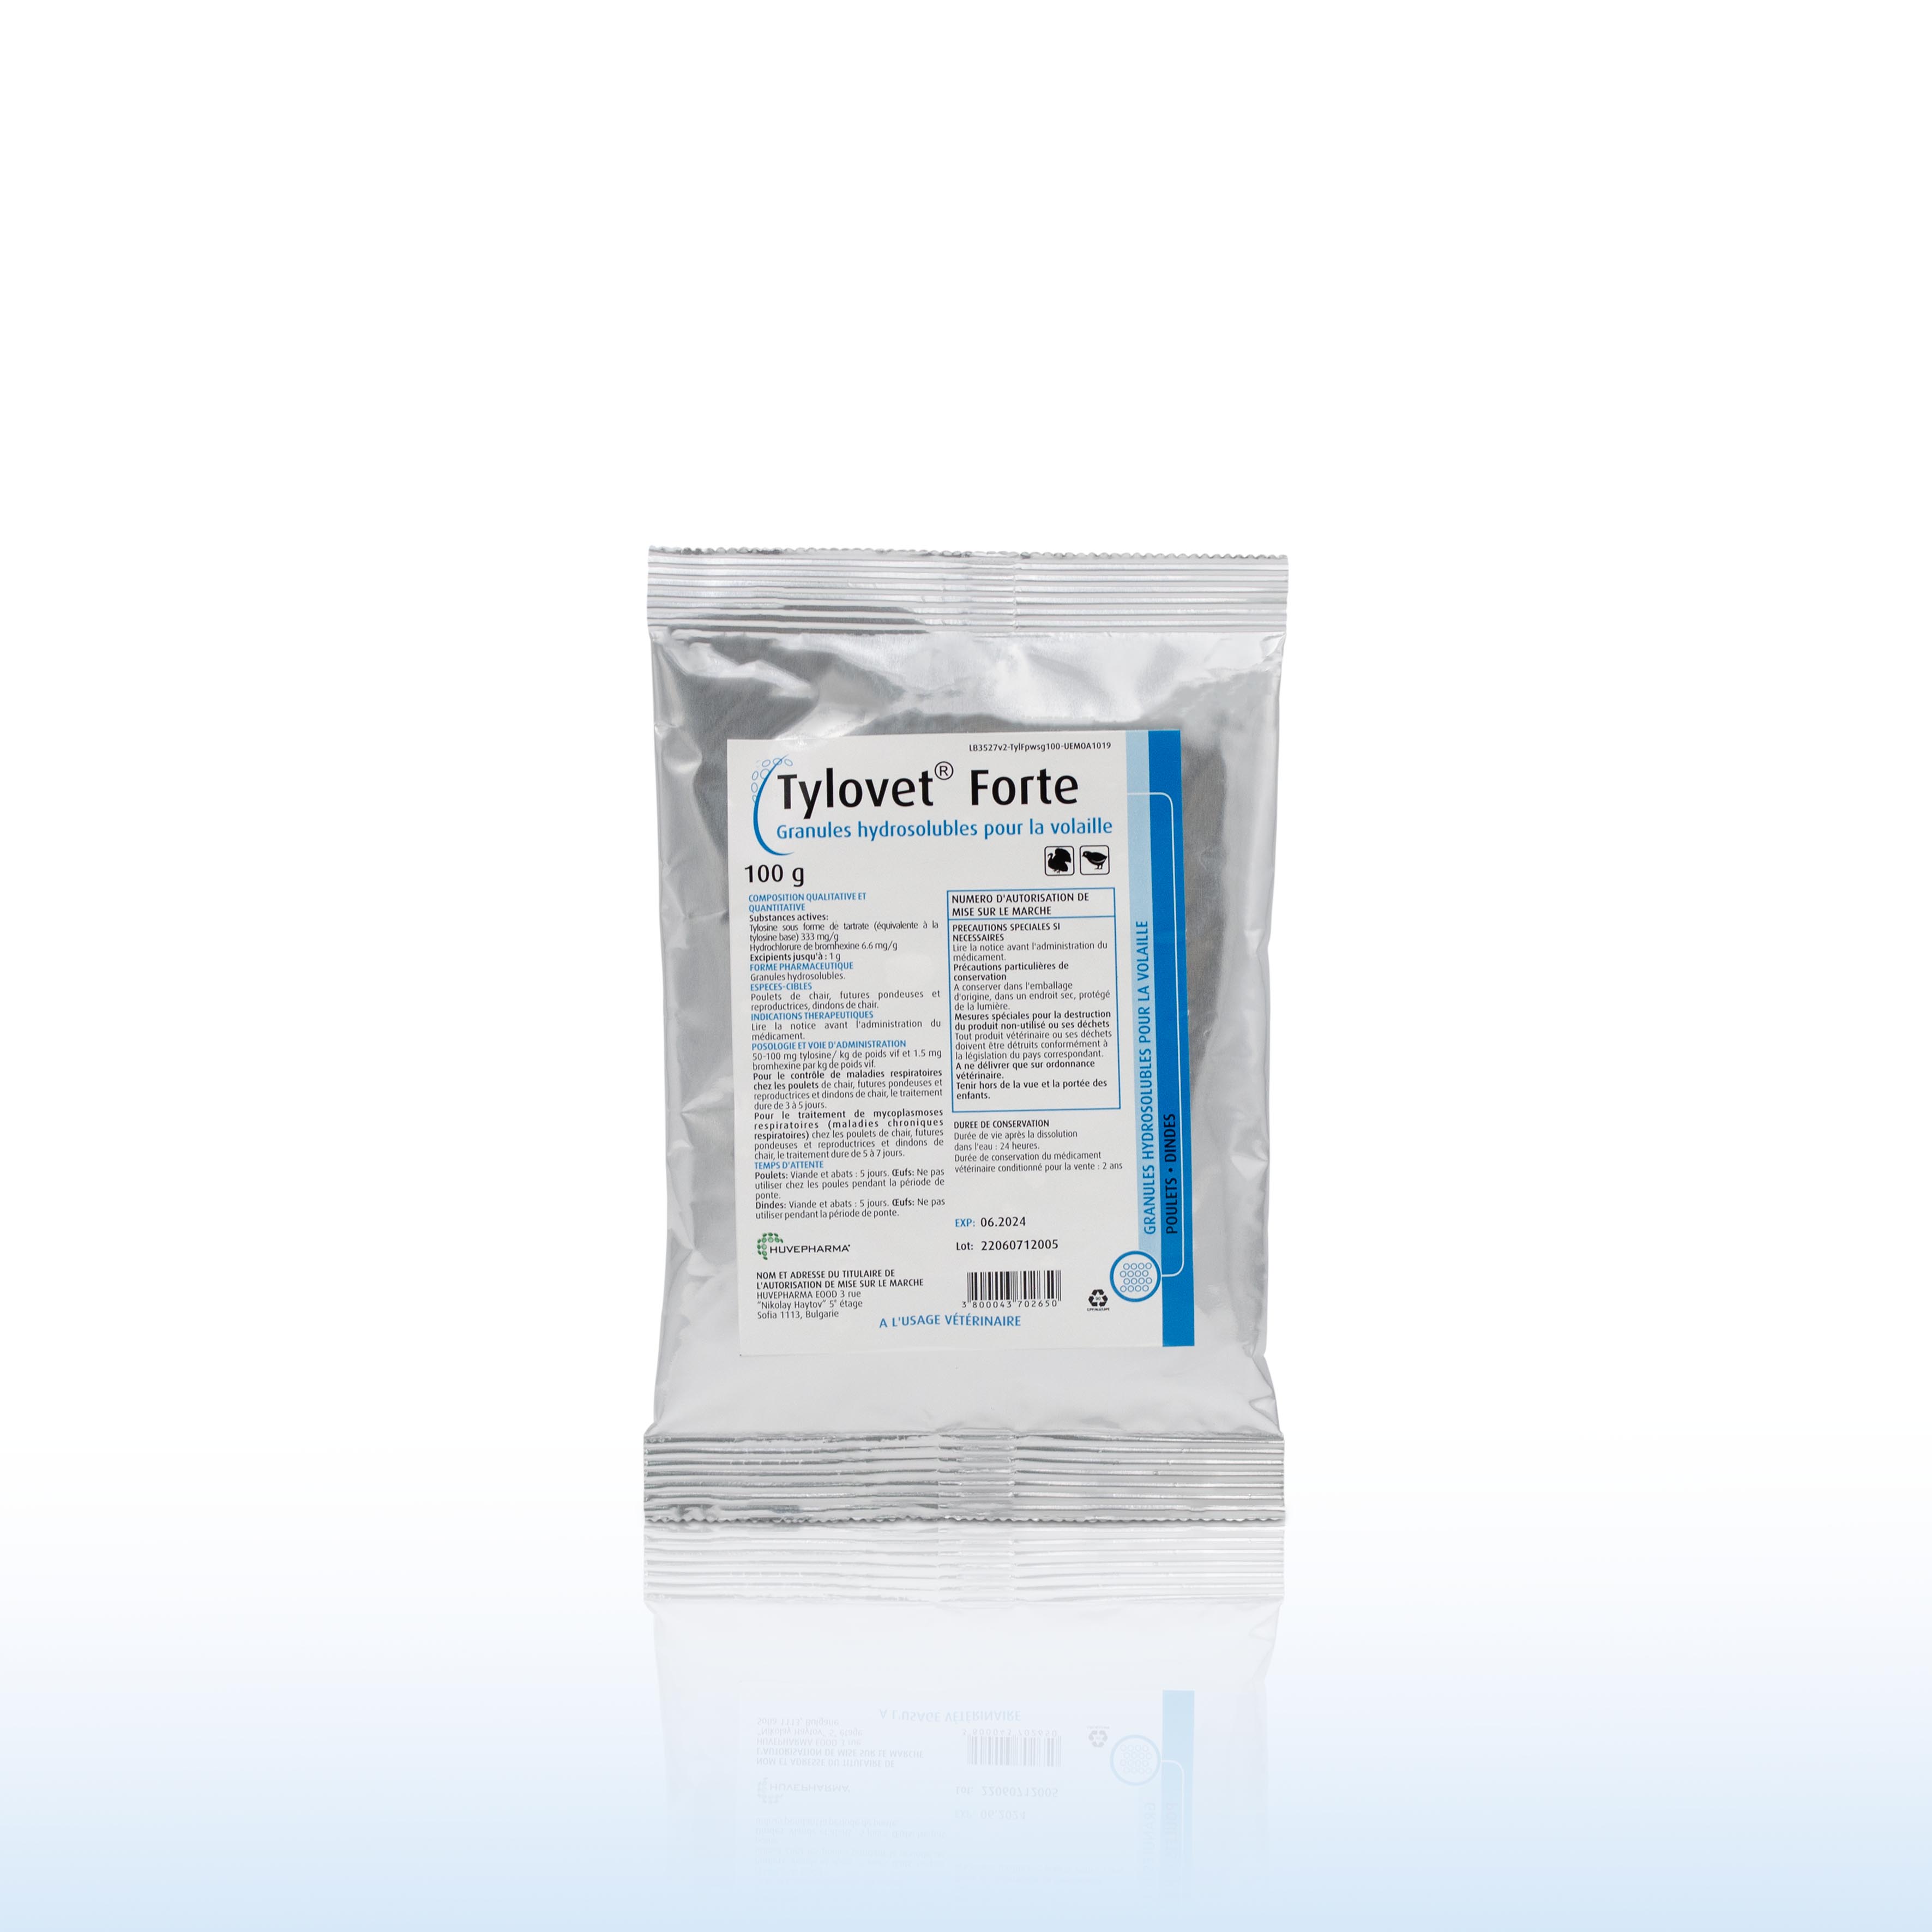 LB3527v2-TylFpwsg100-UEMOA1019
Tylovet® Forte
Granules hydrosolubles pour la volaille
100 g
COMPOSITION QUALITATIVE ET
QUANTITATIVE
Substances actives:
Tylosine sous forme de tartrate (équivalente à la
tylosine base) 333 mg/g
Hydrochlorure de bromhexine 6.6 mg/g
Excipients jusqu'à : 1 g
FORME PHARMACEUTIQUE
Granules hydrosolubles.
ESPECES-CIBLES
Poulets de chair, futures pondeuses et
reproductrices, dindons de chair.
INDICATIONS THERAPEUTIQUES
Lire la notice avant l'administration du
médicament.
POSOLOGIE ET VOIE D'ADMINISTRATION
50-100 mg tylosine/ kg de poids vif et 1.5 mg
bromhexine par kg de poids vif.
Pour le contrôle de maladies respiratoires
chez les poulets de chair, futures pondeuses et
reproductrices et dindons de chair, le traitement
dure de 3 à 5 jours.
Pour le traitement de mycoplasmoses
respiratoires (maladies chroniques
respiratoires) chez les poulets de chair, futures
pondeuses et reproductrices et dindons de
chair, le traitement dure de 5 à 7 jours.
TEMPS D'ATTENTE
Poulets: Viande et abats : 5 jours. Œufs: Ne pas
utiliser chez les poules pendant la période de
ponte.
Dindes: Viande et abats : 5 jours. Œufs: Ne pas
utiliser pendant la période de ponte.
HUVEPHARMA
NOM ET ADRESSE DU TITULAIRE DE
L'AUTORISATION DE MISE SUR LE MARCHE
HUVEPHARMA EOOD 3 rue
"Nikolay Haytov" 5° étage
Sofia 1113, Bulgarie
NUMERO D'AUTORISATION DE
MISE SUR LE MARCHE
PRECAUTIONS SPECIALES SI
NECESSAIRES
Lire la notice avant l'administration du
médicament.
Précautions particulières de
conservation
A conserver dans l'emballage
d'origine, dans un endroit sec, protégé
de la lumière.
Mesures spéciales pour la destruction
du produit non-utilisé ou ses déchets
Tout produit vétérinaire ou ses déchets
doivent être détruits conformément à
la législation du pays correspondant.
A ne délivrer que sur ordonnance
vétérinaire.
Tenir hors de la vue et la portée des
enfants.
DUREE DE CONSERVATION
Durée de vie après la dissolution
dans l'eau : 24 heures.
Durée de conservation du médicament
vétérinaire conditionné pour la vente : 2 ans
EXP: 06.2024
Lot: 22060712005
3 800043 702650
A L'USAGE VÉTÉRINAIRE
GRANULES HYDROSOLUBLES POUR LA VOLAILLE
POULETS • DINDES